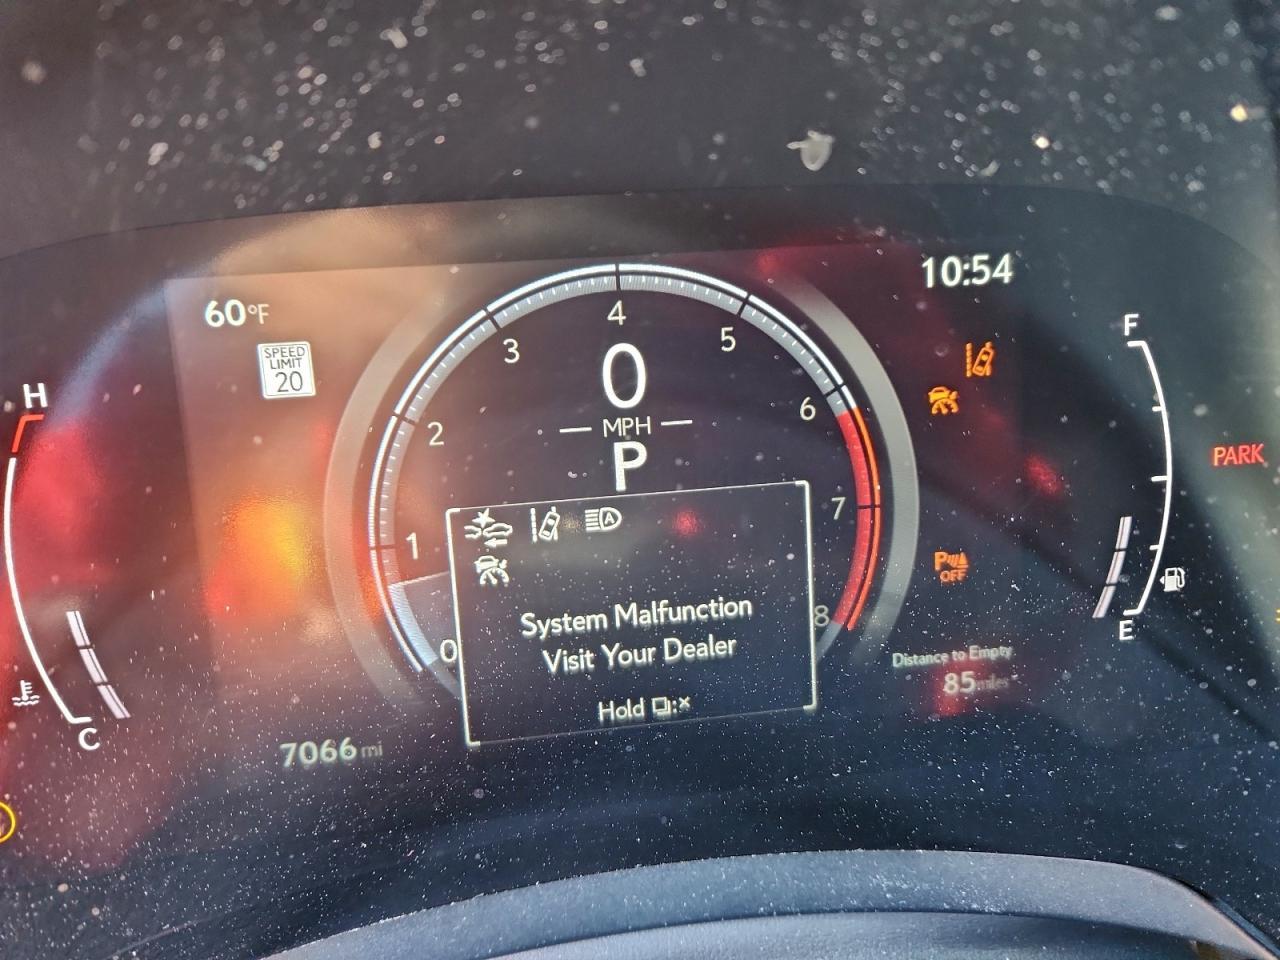 10:54
60°F
SPEED
LIMIT
20
H
F
0
1
2
3
4
5
6
7
8
0
MPH
P
A
System Malfunction
Visit Your Dealer
Hold :×
PARK
P
OFF
E
Distance to Empty
85 miles
C
7066 mi